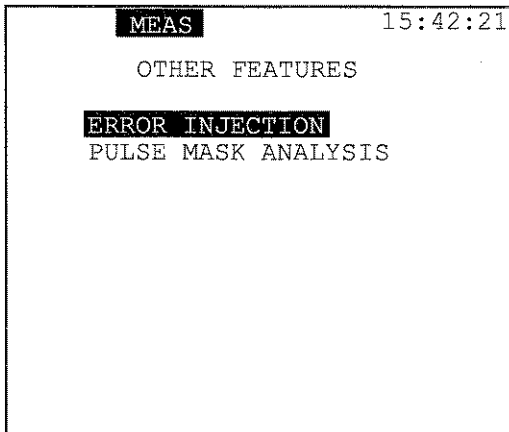 MEAS 15:42:21
OTHER FEATURES
ERROR INJECTION
PULSE MASK ANALYSIS